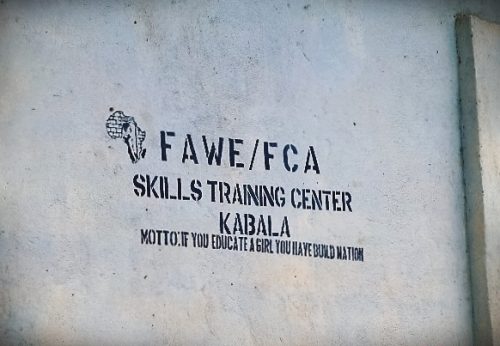 FAWE/FCA
SKILLS TRAINING CENTER
KABALA
MOTTO: IF YOU EDUCATE A GIRL YOU HAVE BUILD NATION